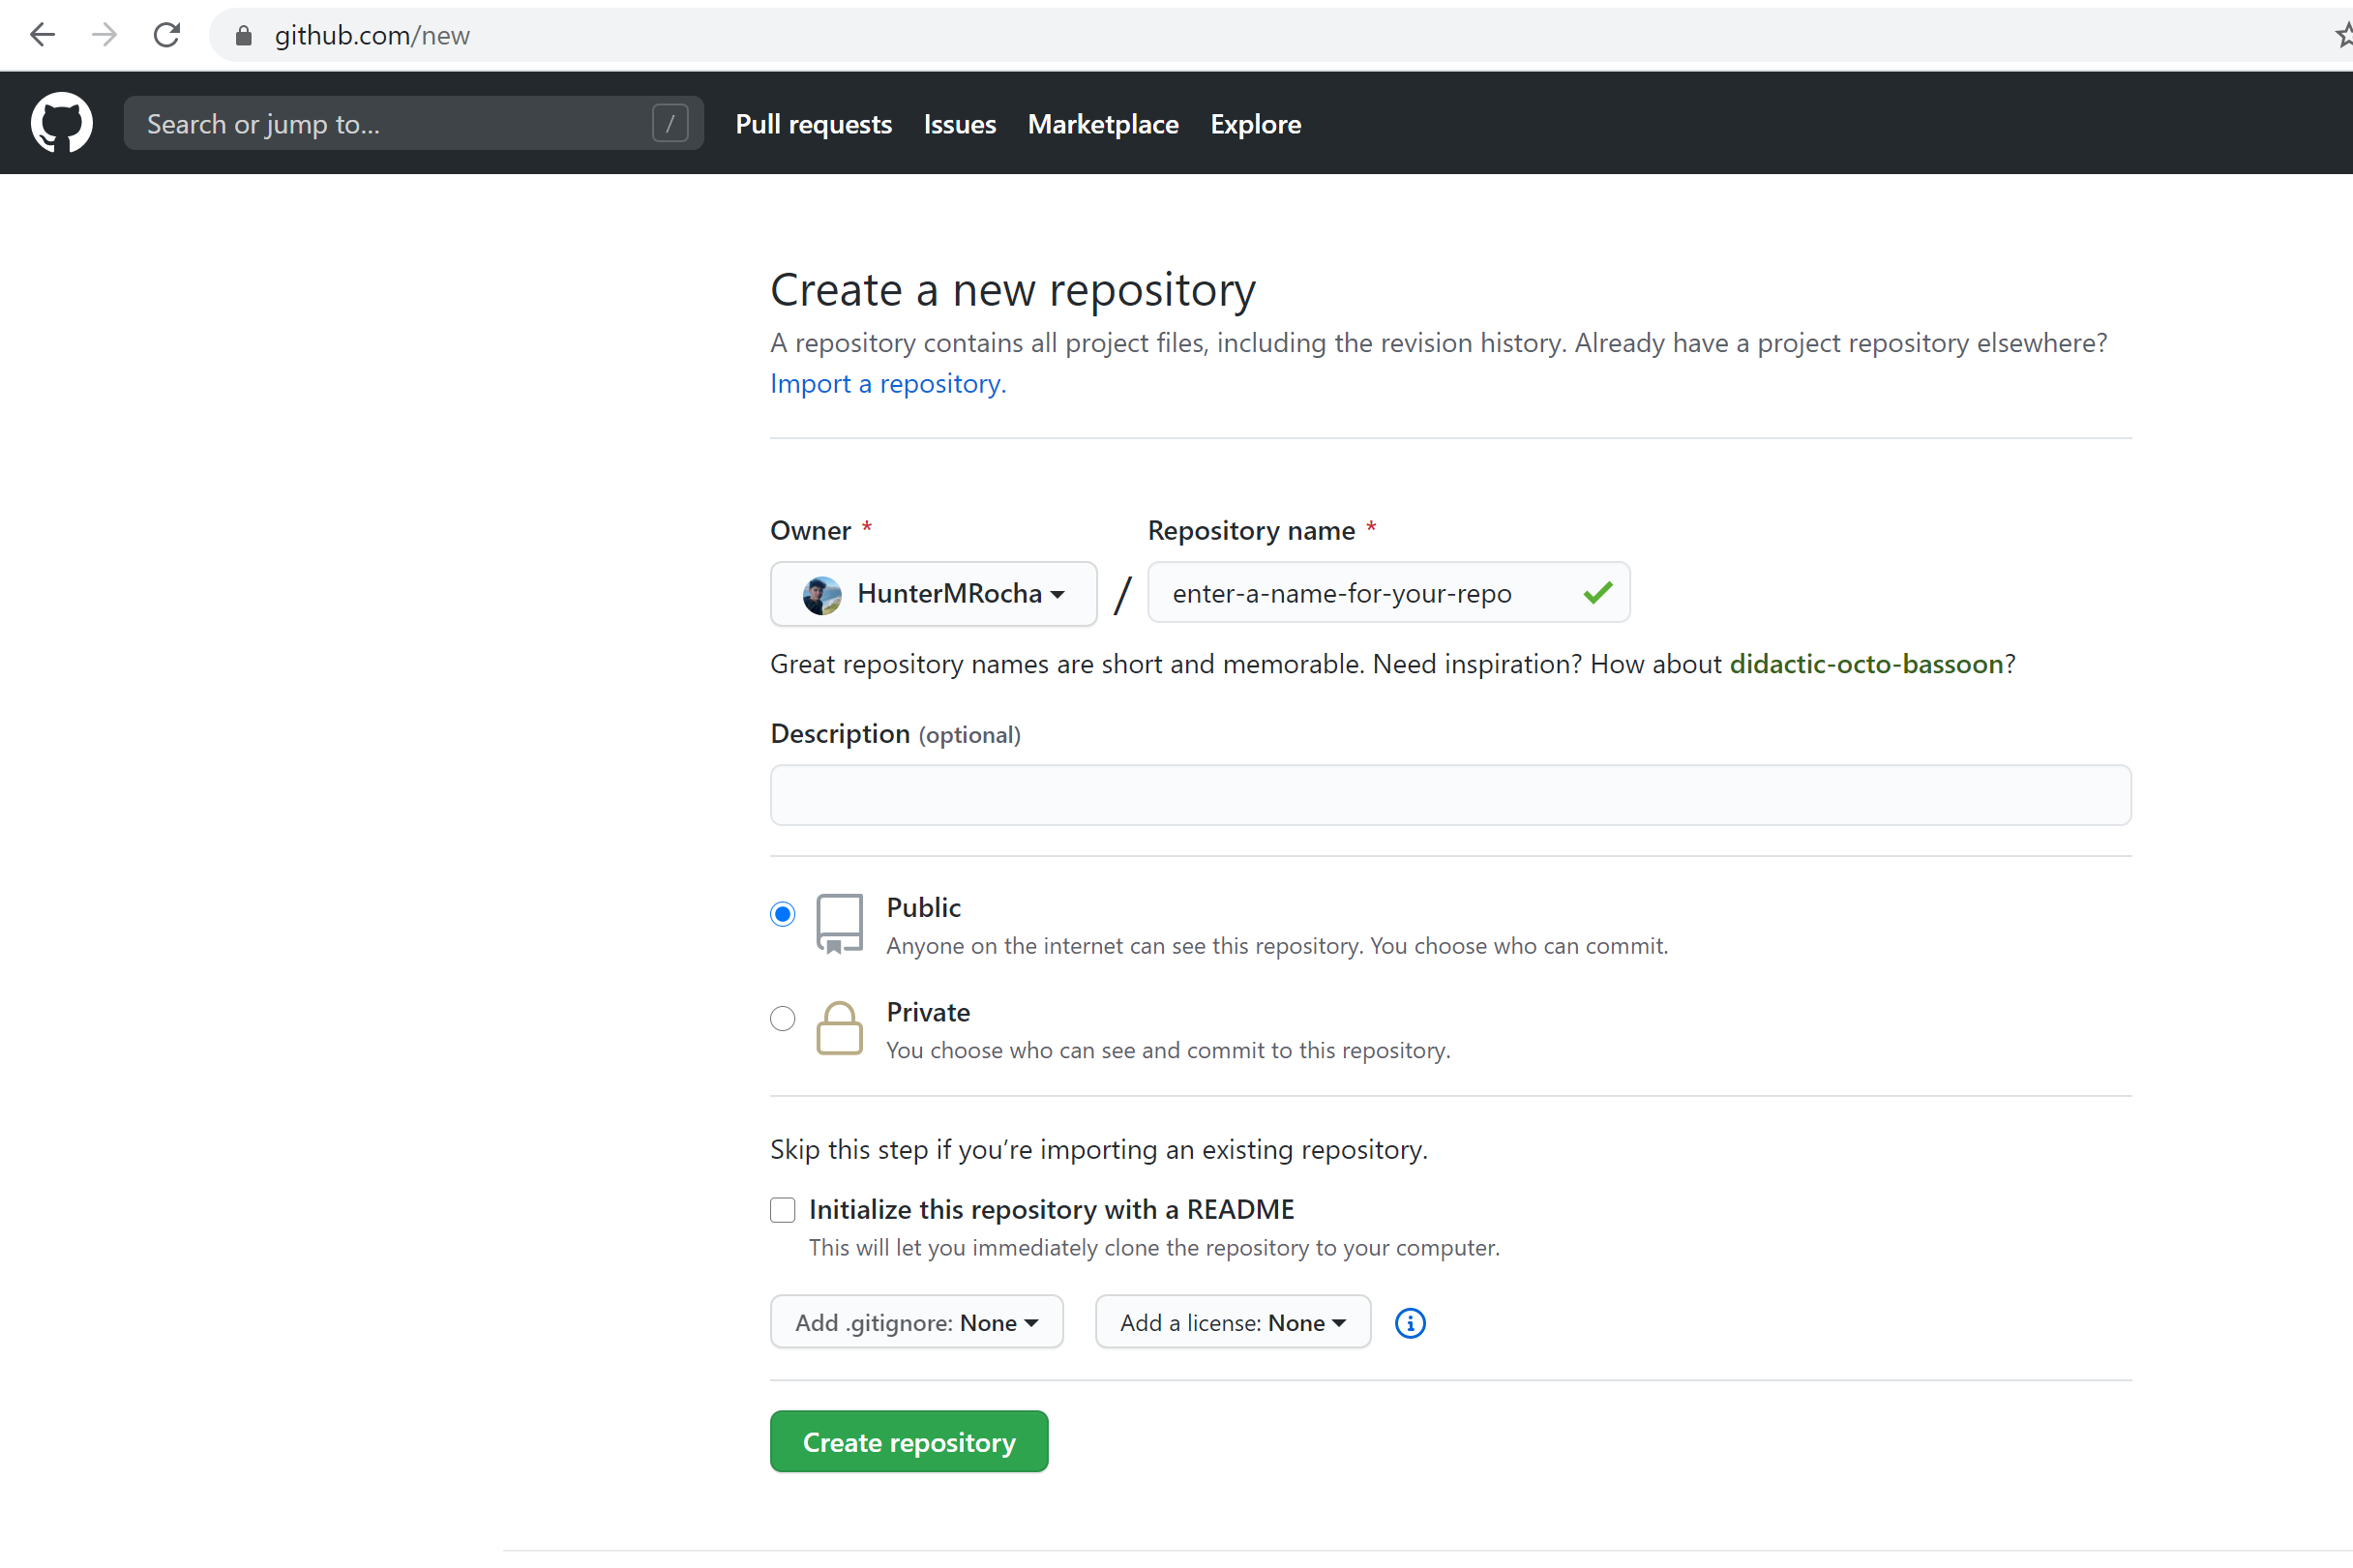 github.com/new
Search or jump to... /
Pull requests Issues Marketplace Explore
Create a new repository
A repository contains all project files, including the revision history. Already have a project repository elsewhere?
Import a repository.
Owner * Repository name *
HunterMRocha / enter-a-name-for-your-repo
Great repository names are short and memorable. Need inspiration? How about didactic-octo-bassoon?
Description (optional)
Public
Anyone on the internet can see this repository. You choose who can commit.
Private
You choose who can see and commit to this repository.
Skip this step if you’re importing an existing repository.
Initialize this repository with a README
This will let you immediately clone the repository to your computer.
Add .gitignore: None Add a license: None
Create repository